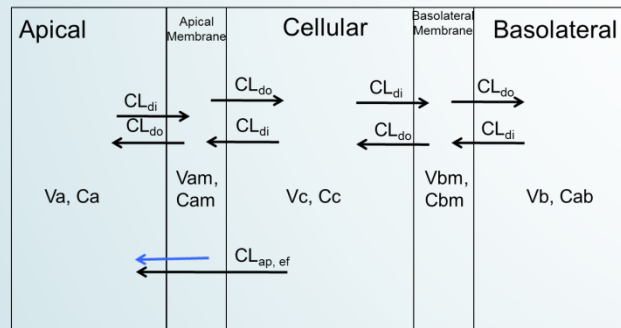 Apical
Apical
Membrane
Cellular
Basolateral
Membrane
Basolateral
CLdi
CLdo
CLdo
CLdi
CLdi
CLdo
CLdo
CLdi
Va, Ca
Vam,
Cam
Vc, Cc
Vbm,
Cbm
Vb, Cab
CLap, ef